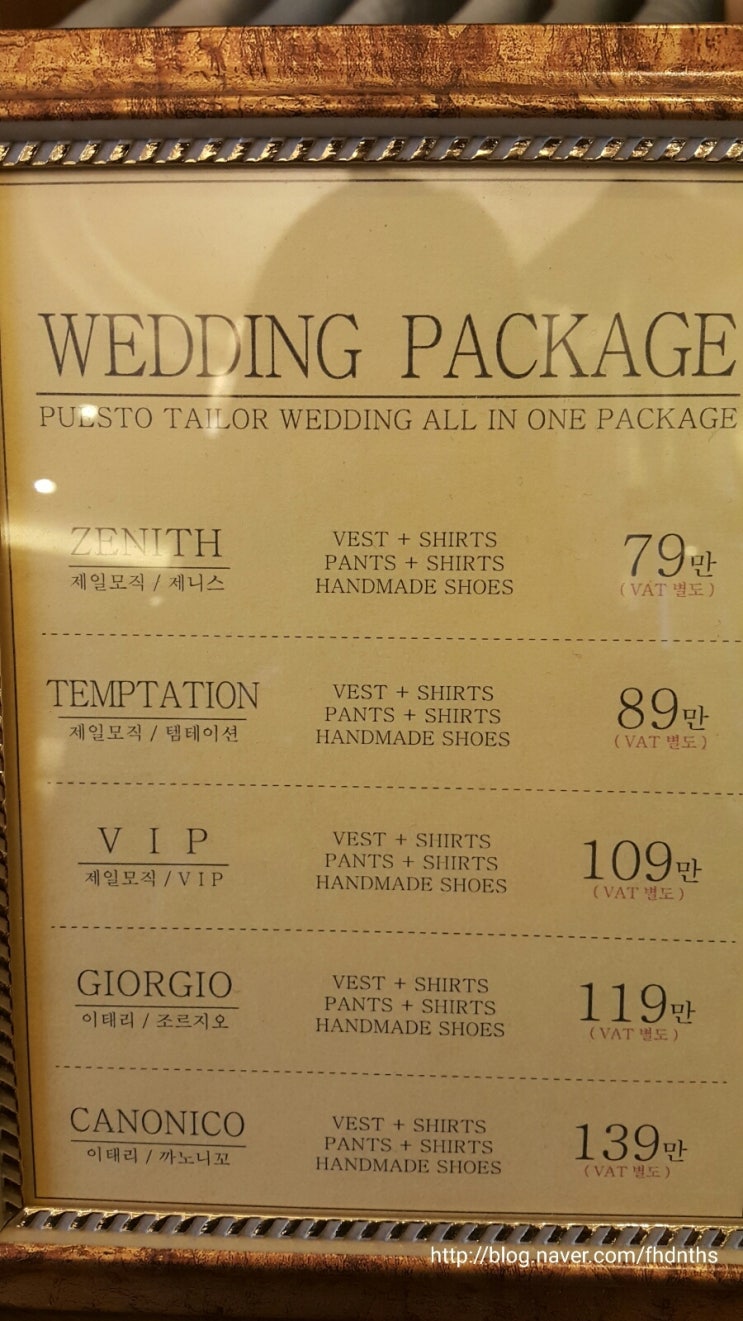 WEDDING PACKAGE
PUESTO TAILOR WEDDING ALL IN ONE PACKAGE
ZENITH
제일모직 / 제니스
VEST + SHIRTS
PANTS + SHIRTS
HANDMADE SHOES
79만
( VAT 별도 )
TEMPTATION
제일모직 / 템테이션
VEST + SHIRTS
PANTS + SHIRTS
HANDMADE SHOES
89만
( VAT 별도 )
V I P
제일모직 / V I P
VEST + SHIRTS
PANTS + SHIRTS
HANDMADE SHOES
109만
( VAT 별도 )
GIORGIO
이태리 / 조르지오
VEST + SHIRTS
PANTS + SHIRTS
HANDMADE SHOES
119만
( VAT 별도 )
CANONICO
이태리 / 까노니꼬
VEST + SHIRTS
PANTS + SHIRTS
HANDMADE SHOES
139만
( VAT 별도 )
http://blog.naver.com/fhdnths